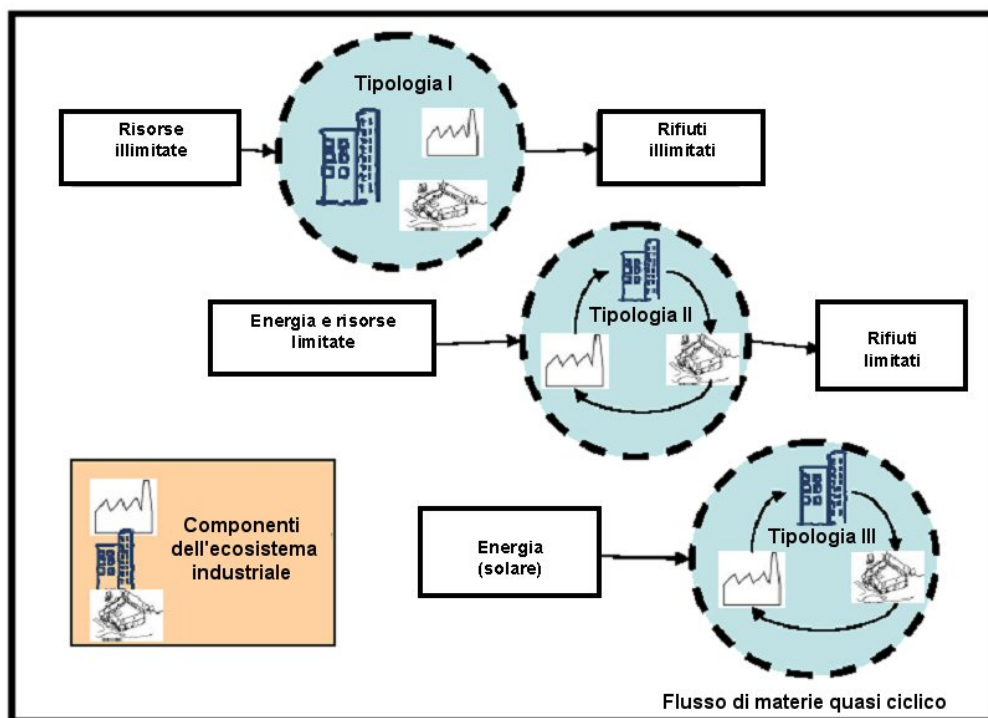 Tipologia I
Risorse
illimitate
Rifiuti
illimitati
Energia e risorse
limitate
Tipologia II
Rifiuti
limitati
Componenti
dell'ecosistema
industriale
Energia
(solare)
Tipologia III
Flusso di materie quasi ciclico